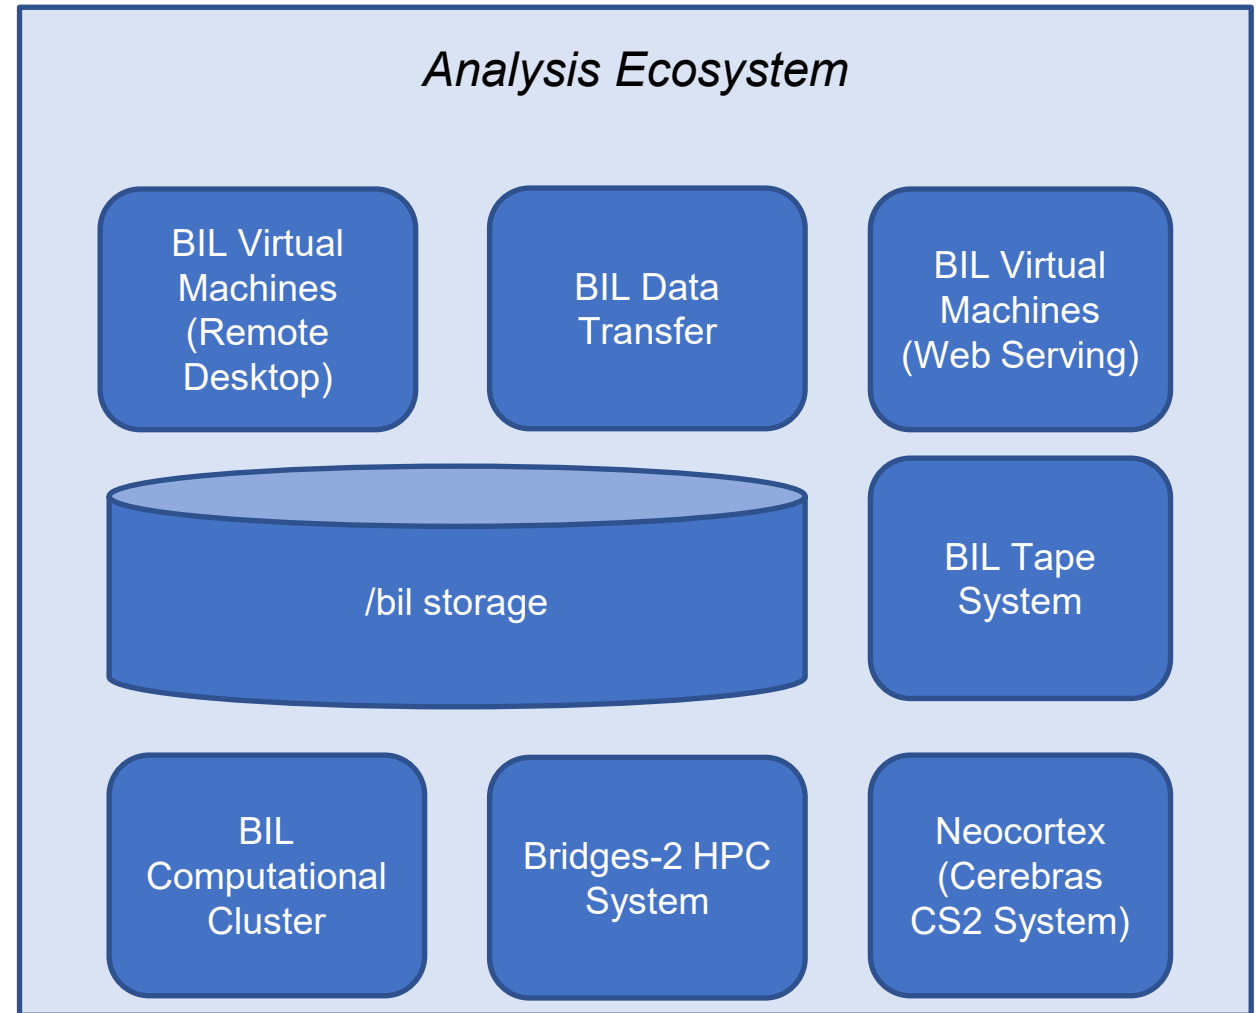 Analysis Ecosystem
BIL Virtual
Machines
(Remote
Desktop)
BIL Data
Transfer
BIL Virtual
Machines
(Web Serving)
/bil storage
BIL Tape
System
BIL
Computational
Cluster
Bridges-2 HPC
System
Neocortex
(Cerebras
CS2 System)